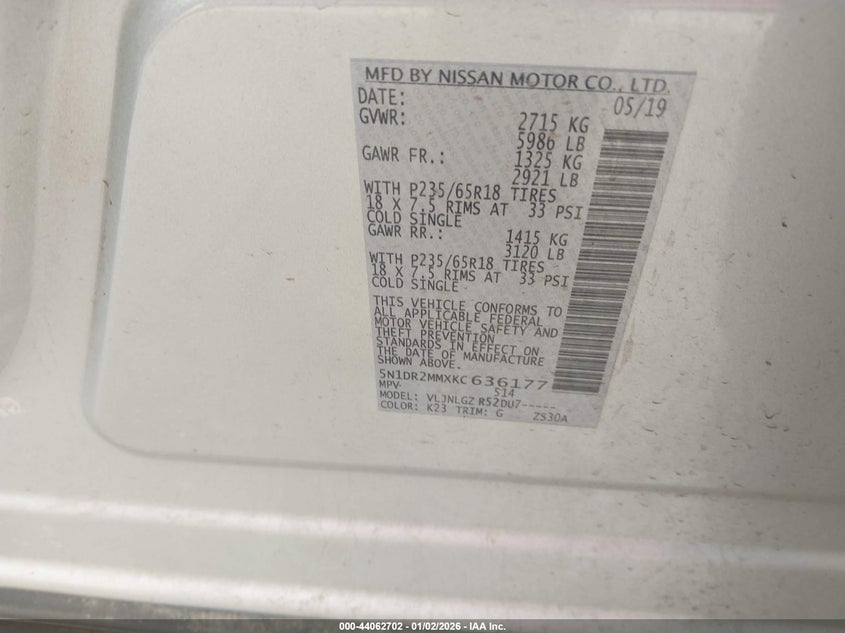 MFD BY NISSAN MOTOR CO., LTD.
DATE: 05/19
GVWR: 2715 KG
5986 LB
GAWR FR.: 1325 KG
2921 LB
WITH P235/65R18 TIRES
18 X 7.5 RIMS AT 33 PSI
COLD SINGLE
GAWR RR.: 1415 KG
3120 LB
WITH P235/65R18 TIRES
18 X 7.5 RIMS AT 33 PSI
COLD SINGLE
THIS VEHICLE CONFORMS TO
ALL APPLICABLE FEDERAL
MOTOR VEHICLE SAFETY AND
THEFT PREVENTION
STANDARDS IN EFFECT ON
THE DATE OF MANUFACTURE
SHOWN ABOVE.
5N1DR2MMXKC636177
MPV- S14
MODEL: VLJNLGZ R52DU7-----
COLOR: K23 TRIM: G ZS30A
000-44062702 - 01/02/2026 - IAA Inc.